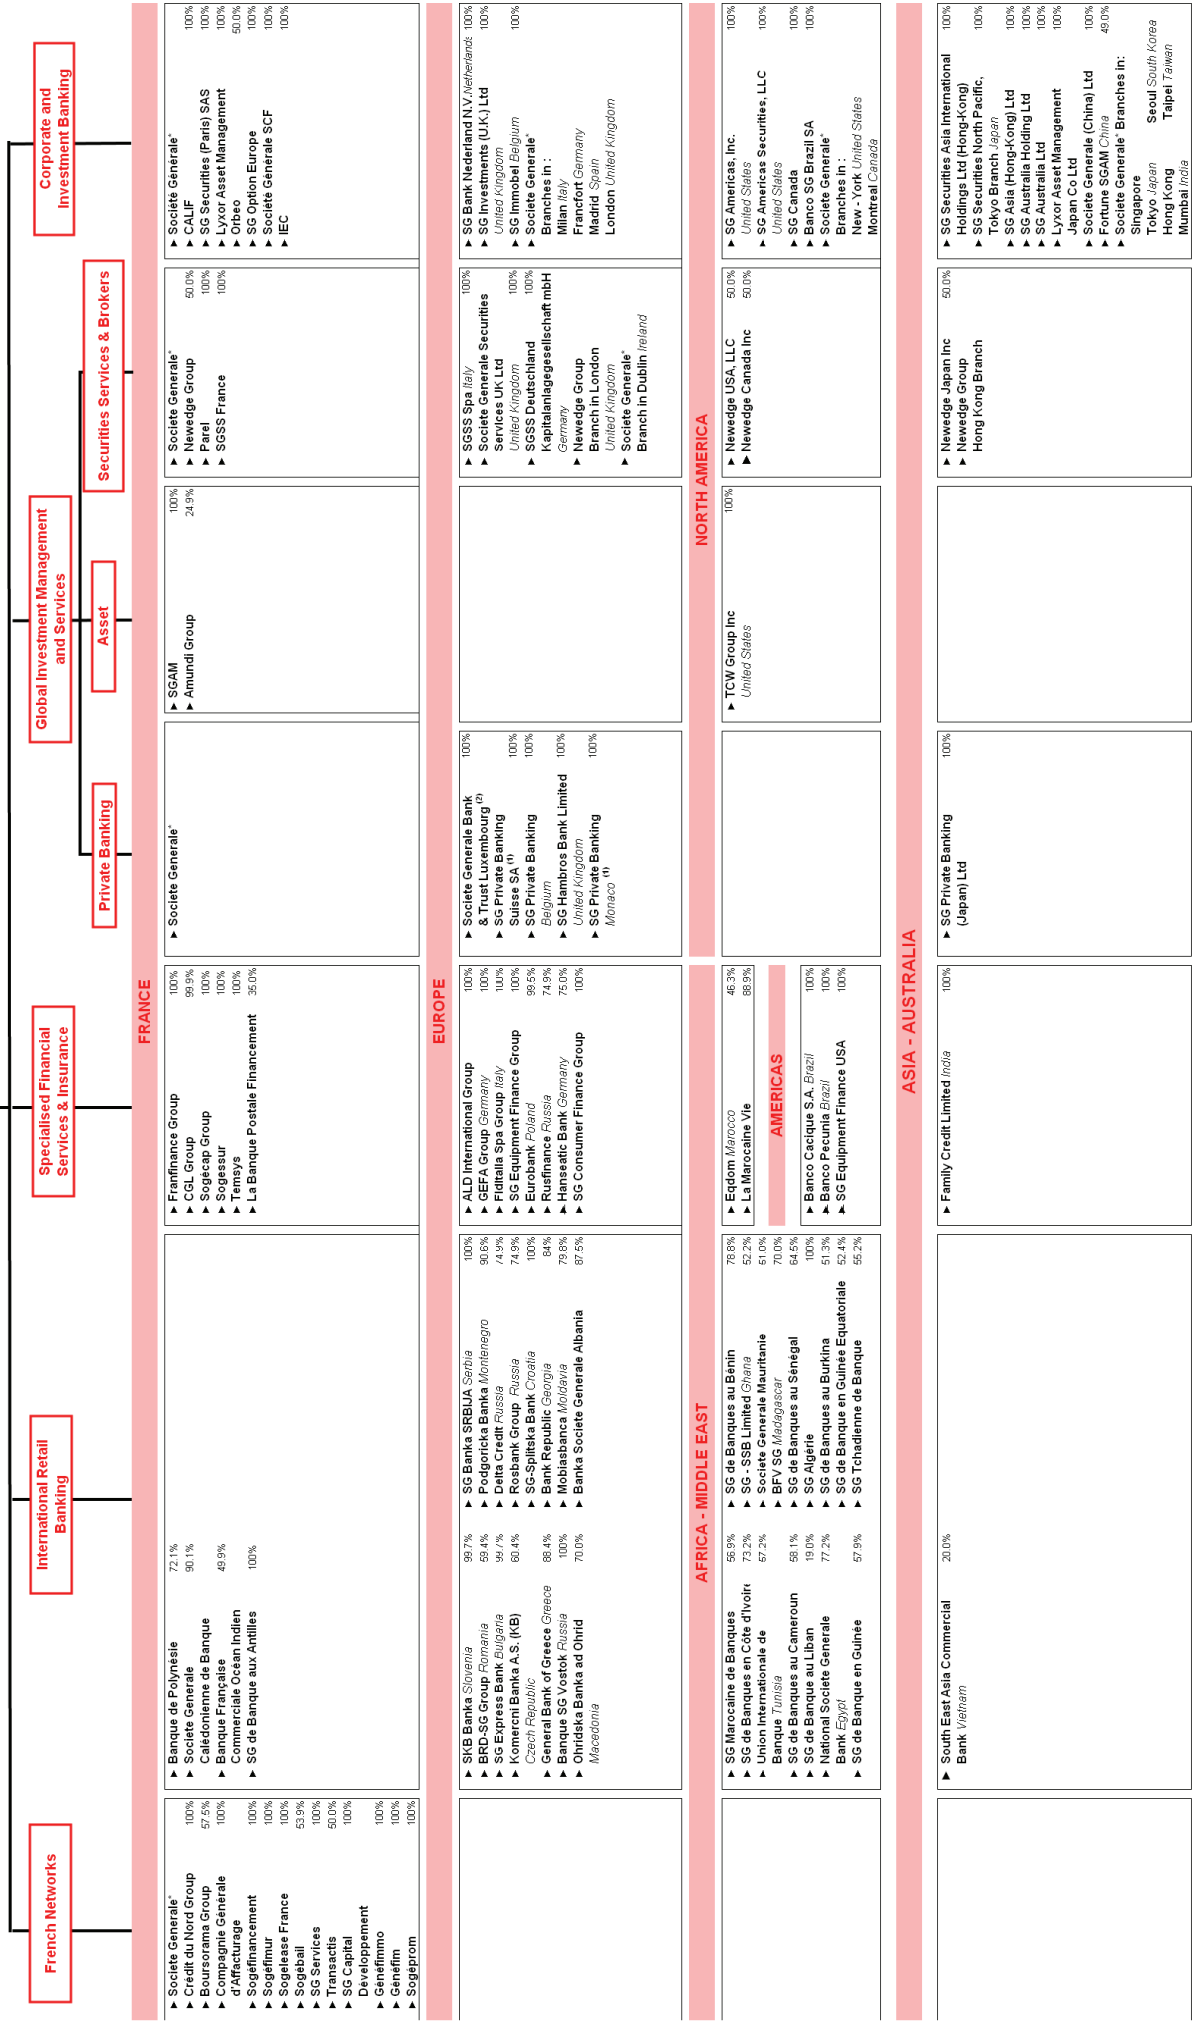 French Networks
International Retail
Banking
Specialised Financial
Services & Insurance
Global Investment Management
and Services
Private Banking
Asset
Securities Services & Brokers
Corporate and
Investment Banking
FRANCE
► Societe Generale*
► Crédit du Nord Group 100%
► Boursorama Group 57.5%
► Compagnie Générale 100%
d'Affacturage
► Sogéfinancement 100%
► Sogéfimur 100%
► Sogelease France 100%
► Sogébail 53.9%
► SG Services 100%
► Transactis 50.0%
► SG Capital 100%
Développement
► Généfimmo 100%
► Généfim 100%
► Sogéprom 100%
► Banque de Polynésie 72.1%
► Societe Generale 90.1%
Calédonienne de Banque
► Banque Française 49.9%
Commerciale Océan Indien
► SG de Banque aux Antilles 100%
► Franfinance Group 100%
► CGL Group 99.9%
► Sogécap Group 100%
► Sogessur 100%
► Temsys 100%
► La Banque Postale Financement 35.0%
► Societe Generale*
► SGAM 100%
► Amundi Group 24.9%
► Societe Generale*
► Newedge Group 50.0%
► Parel 100%
► SGSS France 100%
► Société Générale*
► CALIF 100%
► SG Securities (Paris) SAS 100%
► Lyxor Asset Management 100%
► Orbeo 50.0%
► SG Option Europe 100%
► Société Générale SCF 100%
► IEC 100%
EUROPE
► SKB Banka Slovenia 99.7%
► BRD-SG Group Romania 59.4%
► SG Express Bank Bulgaria 99.7%
► Komercni Banka A.S. (KB) 60.4%
Czech Republic
► General Bank of Greece Greece 88.4%
► Banque SG Vostok Russia 100%
► Ohridska Banka ad Ohrid 70.0%
Macedonia
► SG Banka SRBIJA Serbia 100%
► Podgoricka Banka Montenegro 90.6%
► Delta Credit Russia 74.9%
► Rosbank Group Russia 74.9%
► SG-Splitska Bank Croatia 100%
► Bank Republic Georgia 84%
► Mobiasbanca Moldavia 79.8%
► Banka Societe Generale Albania 87.5%
► ALD International Group 100%
► GEFA Group Germany 100%
► Fiditalia Spa Group Italy 100%
► SG Equipment Finance Group 100%
► Eurobank Poland 99.5%
► Rusfinance Russia 74.9%
► Hanseatic Bank Germany 75.0%
► SG Consumer Finance Group 100%
► Societe Generale Bank 100%
& Trust Luxembourg (2)
► SG Private Banking 100%
Suisse SA (1)
► SG Private Banking 100%
Belgium
► SG Hambros Bank Limited 100%
United Kingdom
► SG Private Banking 100%
Monaco (1)
► SGSS Spa Italy 100%
► Societe Generale Securities
Services UK Ltd 100%
United Kingdom
► SGSS Deutschland 100%
Kapitalanlagegesellschaft mbH
Germany
► Newedge Group
Branch in London
United Kingdom
► Societe Generale*
Branch in Dublin Ireland
► SG Bank Nederland N.V. Netherlands 100%
► SG Investments (U.K.) Ltd 100%
United Kingdom
► SG Immobel Belgium 100%
► Societe Generale*
Branches in :
Milan Italy
Francfort Germany
Madrid Spain
London United Kingdom
AFRICA - MIDDLE EAST
► SG Marocaine de Banques 56.9%
► SG de Banques en Côte d'Ivoire 73.2%
► Union Internationale de 57.2%
Banque Tunisia
► SG de Banques au Cameroun 58.1%
► SG de Banque au Liban 19.0%
► National Societe Generale 77.2%
Bank Egypt
► SG de Banque en Guinée 57.9%
► SG de Banques au Bénin 78.8%
► SG - SSB Limited Ghana 52.2%
► Societe Generale Mauritanie 51.0%
► BFV SG Madagascar 70.0%
► SG de Banques au Sénégal 64.5%
► SG Algérie 100%
► SG de Banques au Burkina 51.3%
► SG de Banque en Guinée Equatoriale 52.4%
► SG Tchadienne de Banque 55.2%
► Eqdom Marocco 46.3%
► La Marocaine Vie 88.9%
AMERICAS
► Banco Cacique S.A. Brazil 100%
► Banco Pecunia Brazil 100%
► SG Equipment Finance USA 100%
NORTH AMERICA
► TCW Group Inc 100%
United States
► Newedge USA, LLC 50.0%
► Newedge Canada Inc 50.0%
► SG Americas, Inc. 100%
United States
► SG Americas Securities, LLC 100%
United States
► SG Canada 100%
► Banco SG Brazil SA 100%
► Societe Generale*
Branches in :
New - York United States
Montreal Canada
ASIA - AUSTRALIA
► South East Asia Commercial 20.0%
Bank Vietnam
► Family Credit Limited India 100%
► SG Private Banking 100%
(Japan) Ltd
► Newedge Japan Inc 50.0%
► Newedge Group
Hong Kong Branch
► SG Securities Asia International 100%
Holdings Ltd (Hong-Kong)
► SG Securities North Pacific, 100%
Tokyo Branch Japan
► SG Asia (Hong-Kong) Ltd 100%
► SG Australia Holding Ltd 100%
► SG Australia Ltd 100%
► Lyxor Asset Management 100%
Japan Co Ltd
► Societe Generale (China) Ltd 100%
► Fortune SGAM China 49.0%
► Societe Generale* Branches in:
Singapore
Tokyo Japan Seoul South Korea
Hong Kong Taipei Taiwan
Mumbai India